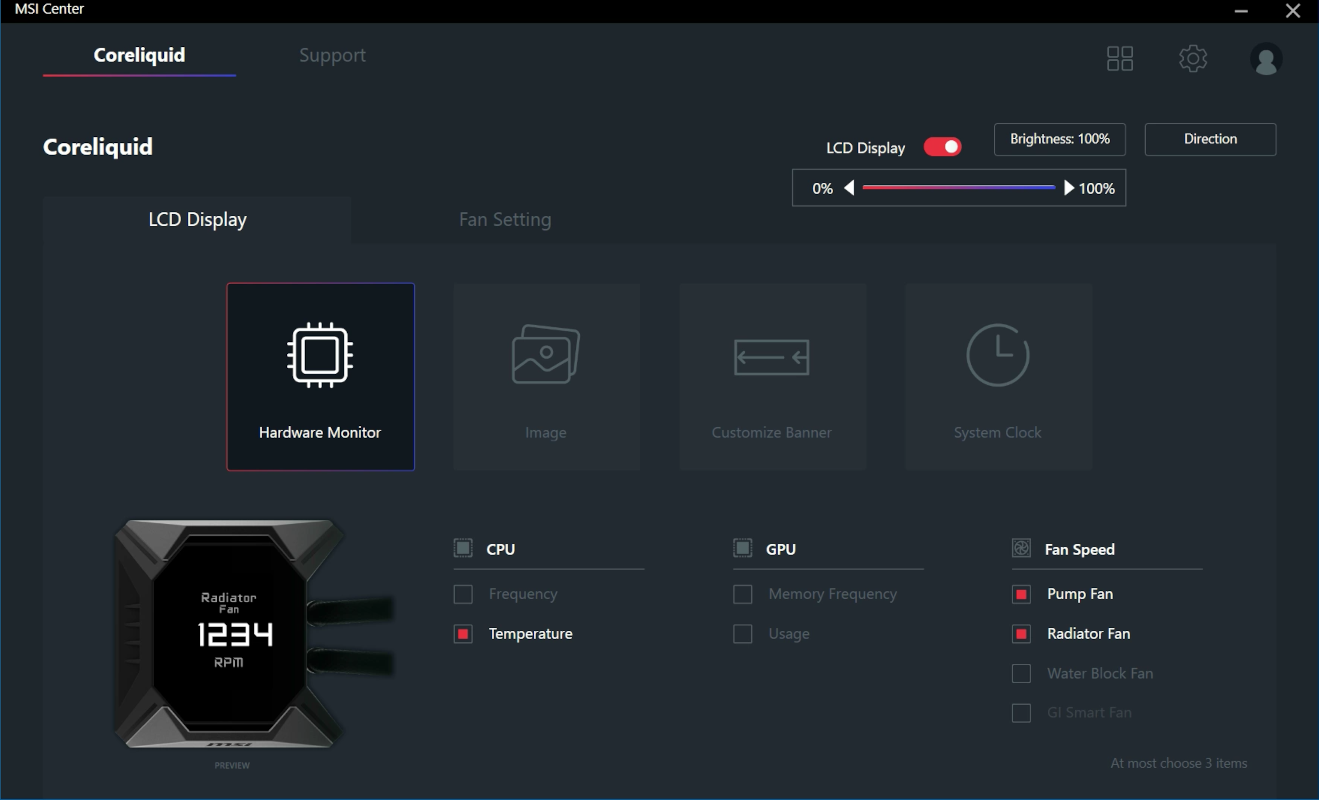 MSI Center
Coreliquid
Support
Coreliquid
LCD Display
Brightness: 100%
Direction
0%
100%
LCD Display
Fan Setting
Hardware Monitor
Image
Customize Banner
System Clock
Radiator
Fan
1234
RPM
msi
PREVIEW
CPU
Frequency
Temperature
GPU
Memory Frequency
Usage
Fan Speed
Pump Fan
Radiator Fan
Water Block Fan
GI Smart Fan
At most choose 3 items